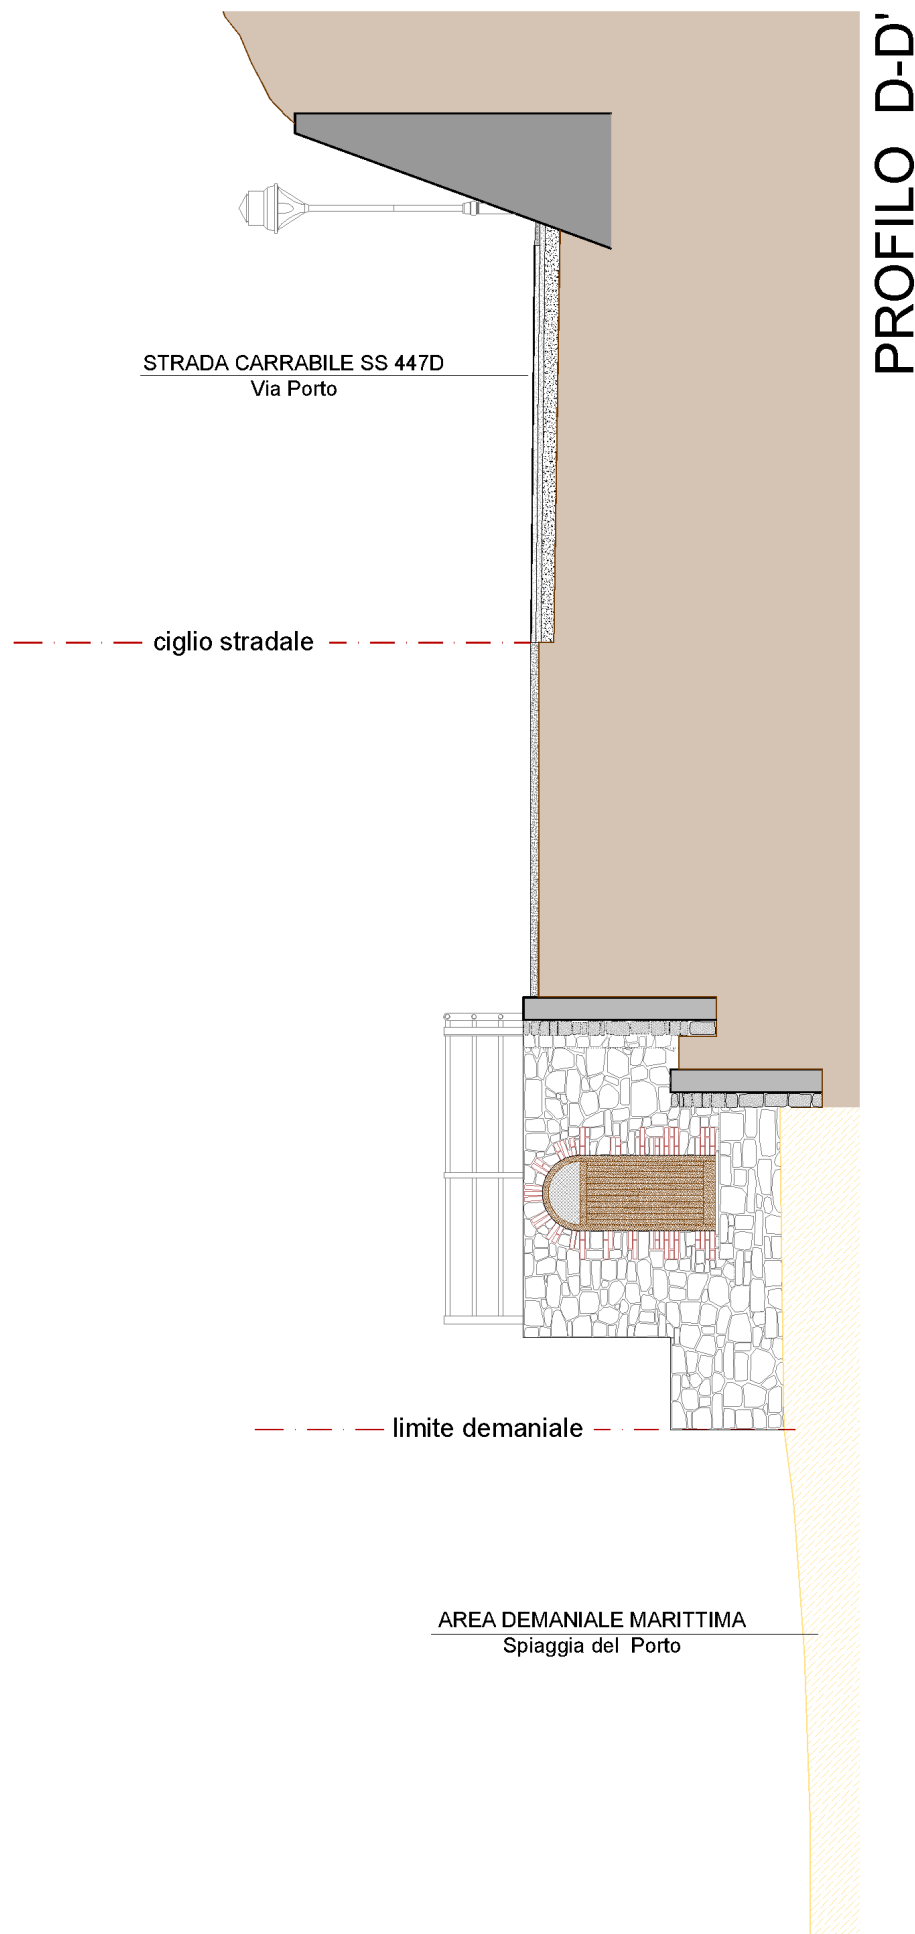 PROFILO D-D'
STRADA CARRABILE SS 447D
Via Porto
ciglio stradale
limite demaniale
AREA DEMANIALE MARITTIMA
Spiaggia del Porto